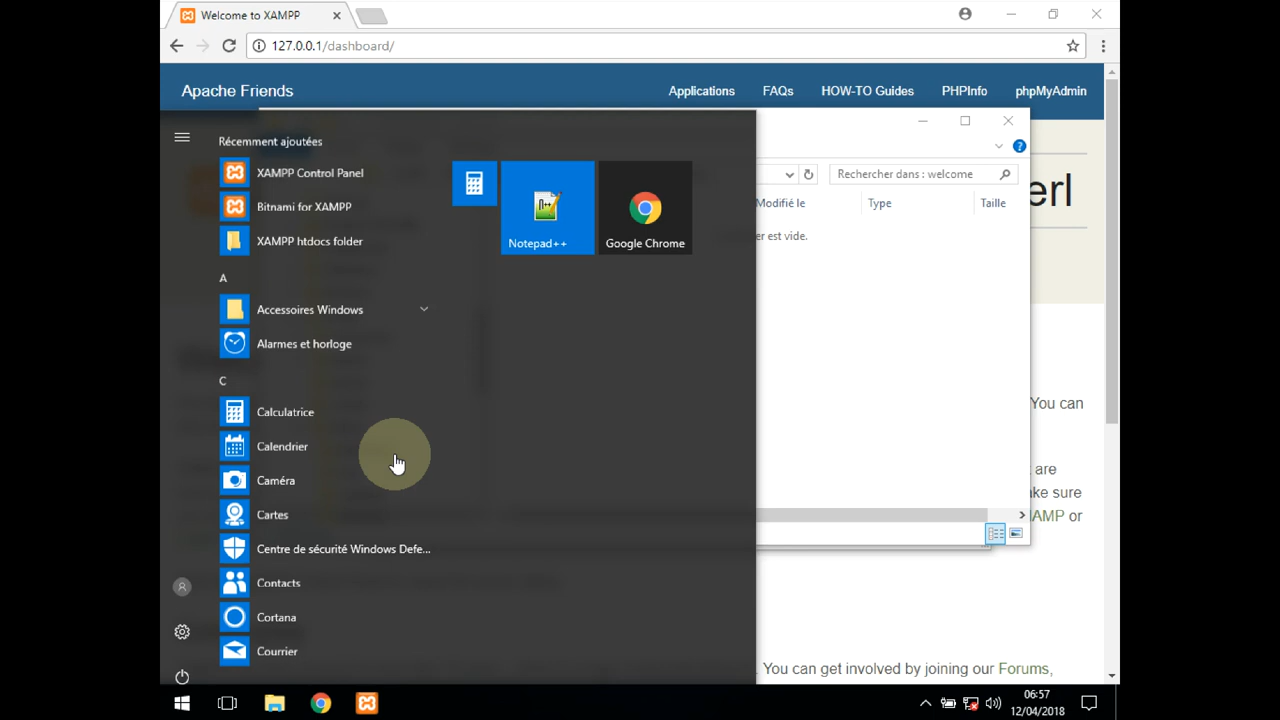 Welcome to XAMPP
127.0.0.1/dashboard/
Apache Friends
Applications
FAQs
HOW-TO Guides
PHPInfo
phpMyAdmin
Récemment ajoutées
XAMPP Control Panel
Bitnami for XAMPP
XAMPP htdocs folder
A
Accessoires Windows
Alarmes et horloge
C
Calculatrice
Calendrier
Caméra
Cartes
Centre de sécurité Windows Defe...
Contacts
Cortana
Courrier
Notepad++
Google Chrome
Rechercher dans : welcome
Modifié le
Type
Taille
er est vide.
erl
You can
are
ake sure
AMP or
You can get involved by joining our Forums,
06:57
12/04/2018